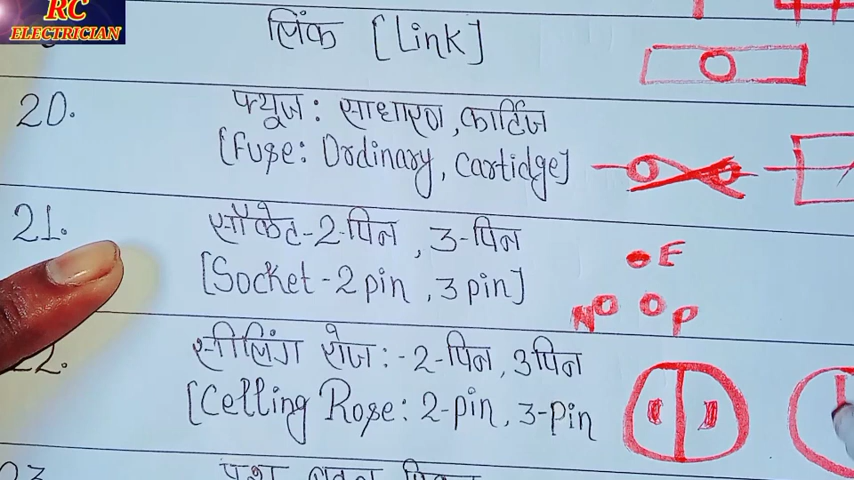 RC
ELECTRICIAN
लिंक [Link]
20.
फ्यूज : साधारण, कार्टिज
[Fuse: Ordinary, Cartidge]
21.
सॉकेट-2-पिन, 3-पिन
[Socket-2 pin, 3 pin]
E
N P
22.
सीलिंग रोज:-2-पिन, 3पिन
[Celling Rose: 2-pin, 3-Pin